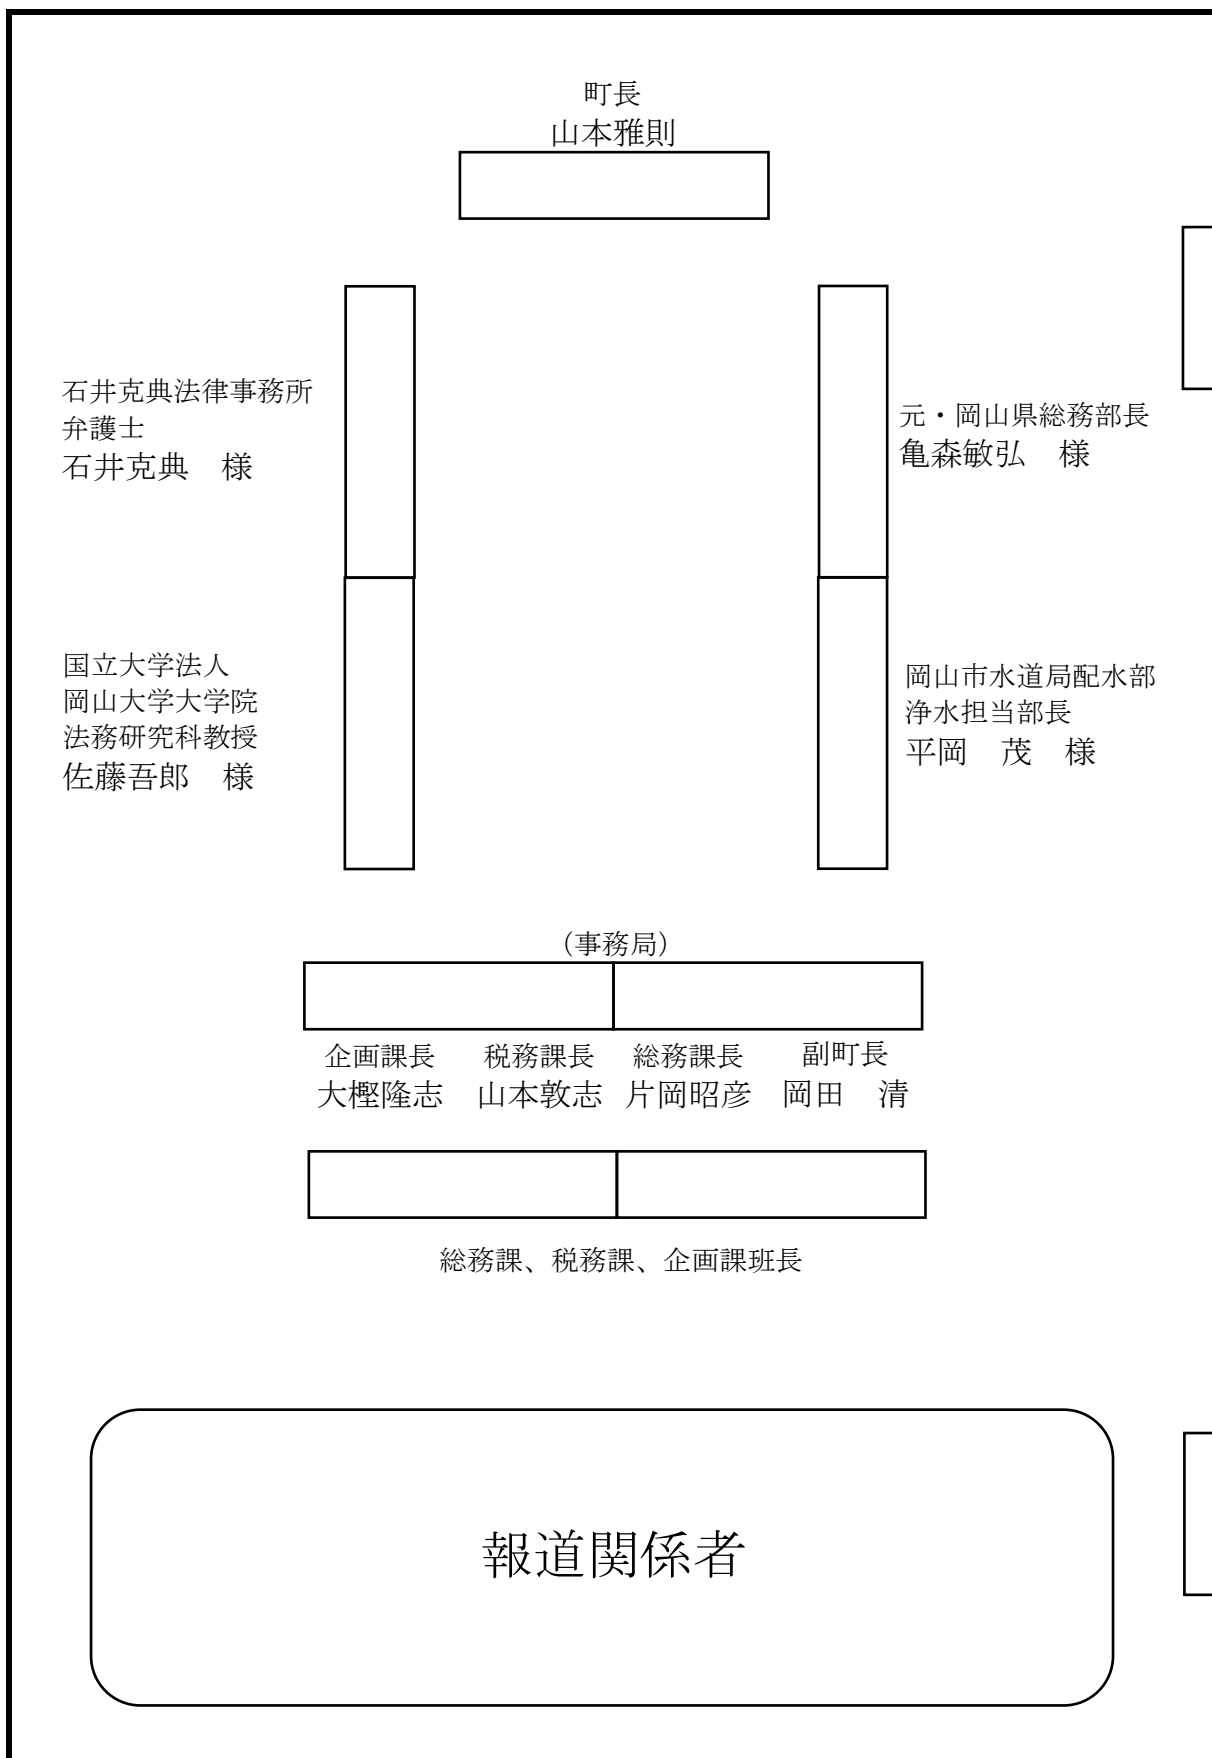 町長
山本雅則
石井克典法律事務所
弁護士
石井克典　様
元・岡山県総務部長
亀森敏弘　様
国立大学法人
岡山大学大学院
法務研究科教授
佐藤吾郎　様
岡山市水道局配水部
浄水担当部長
平岡　茂　様
（事務局）
企画課長　税務課長　総務課長　副町長
大樫隆志　山本敦志　片岡昭彦　岡田　清
総務課、税務課、企画課班長
報道関係者